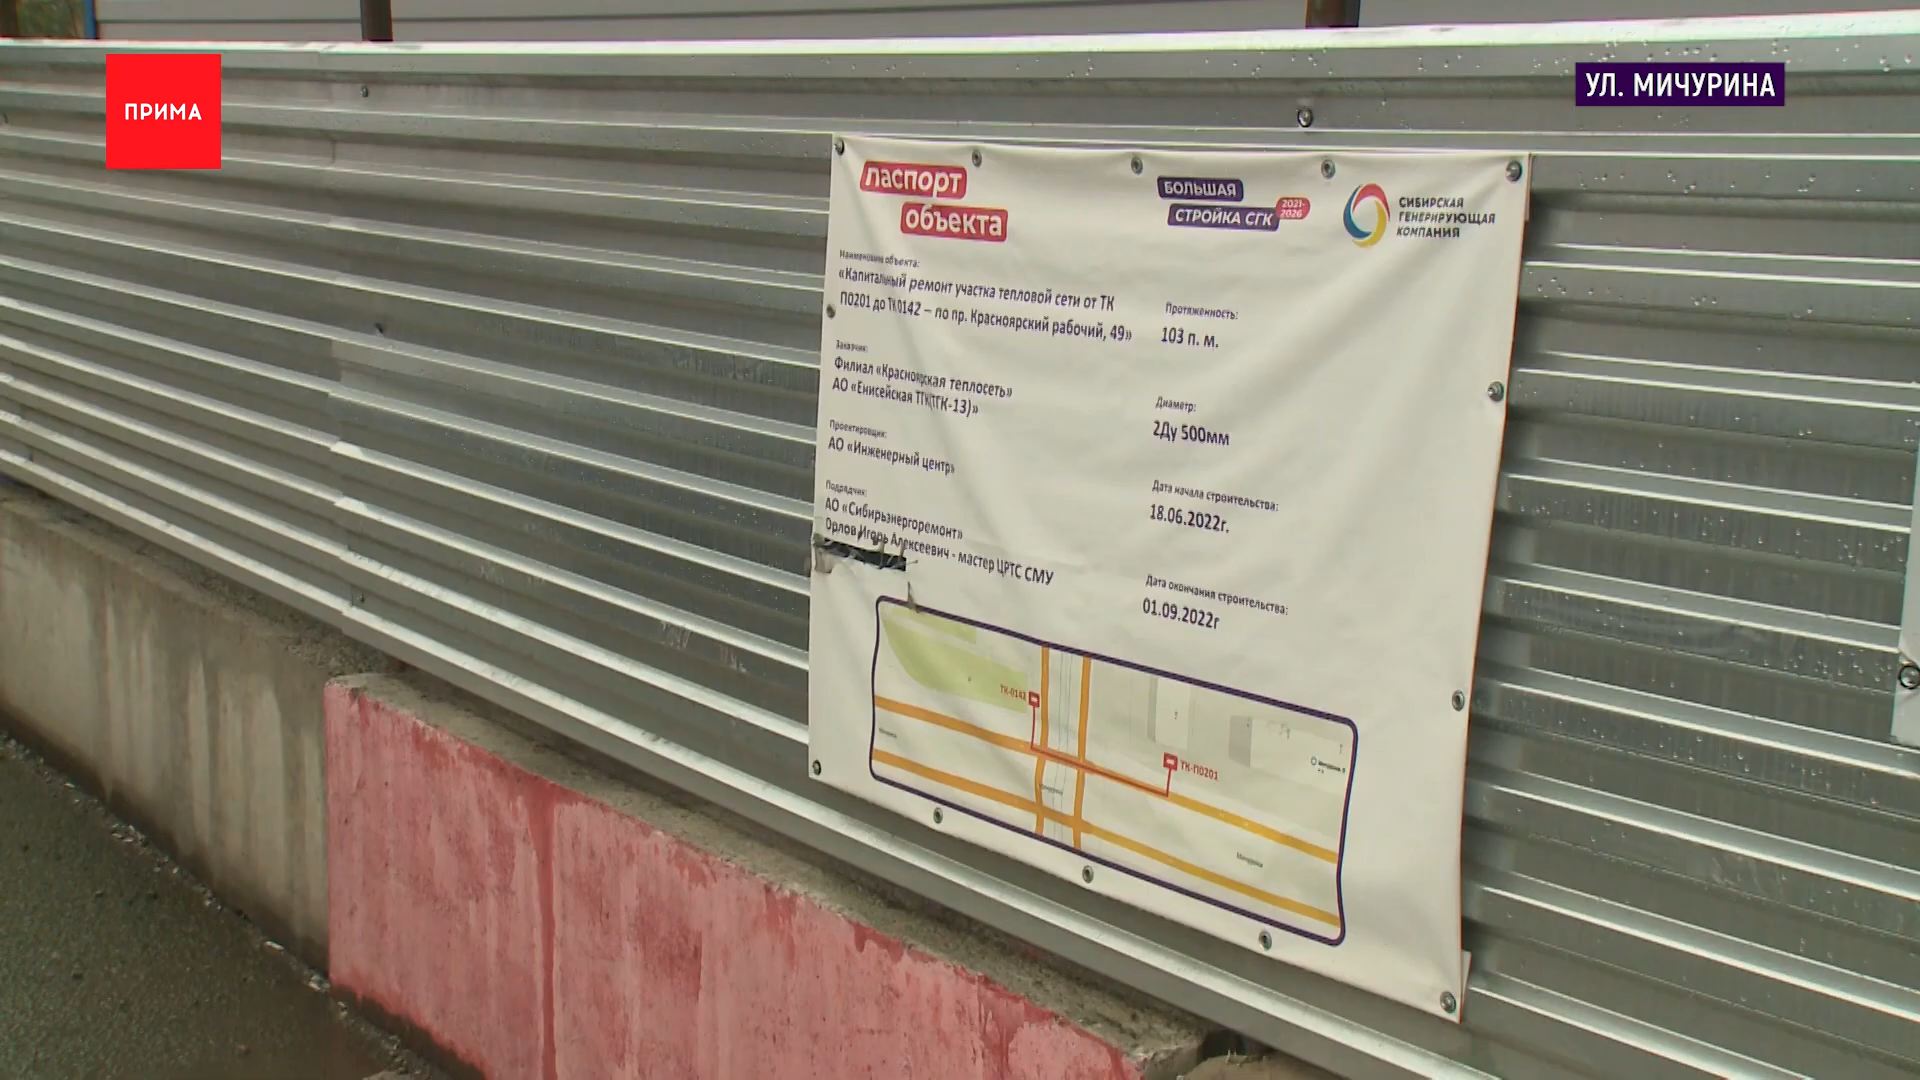 ПРИМА
УЛ. МИЧУРИНА
паспорт
объекта
БОЛЬШАЯ
СТРОЙКА СГК
2021-
2026
СИБИРСКАЯ
ГЕНЕРИРУЮЩАЯ
КОМПАНИЯ
Наименование объекта:
«Капитальный ремонт участка тепловой сети от ТК
П0201 до ТК0142 – по пр. Красноярский рабочий, 49»
Заказчик:
Филиал «Красноярская теплосеть»
АО «Енисейская ТГК(ТГК-13)»
Проектировщик:
АО «Инженерный центр»
Подрядчик:
АО «Сибирьэнергоремонт»
Орлов Игорь Алексеевич - мастер ЦРТС СМУ
Протяженность:
103 п. м.
Диаметр:
2Ду 500мм
Дата начала строительства:
18.06.2022г.
Дата окончания строительства:
01.09.2022г
ТК-0142
ТК-П0201
Мичурина
Мичурина